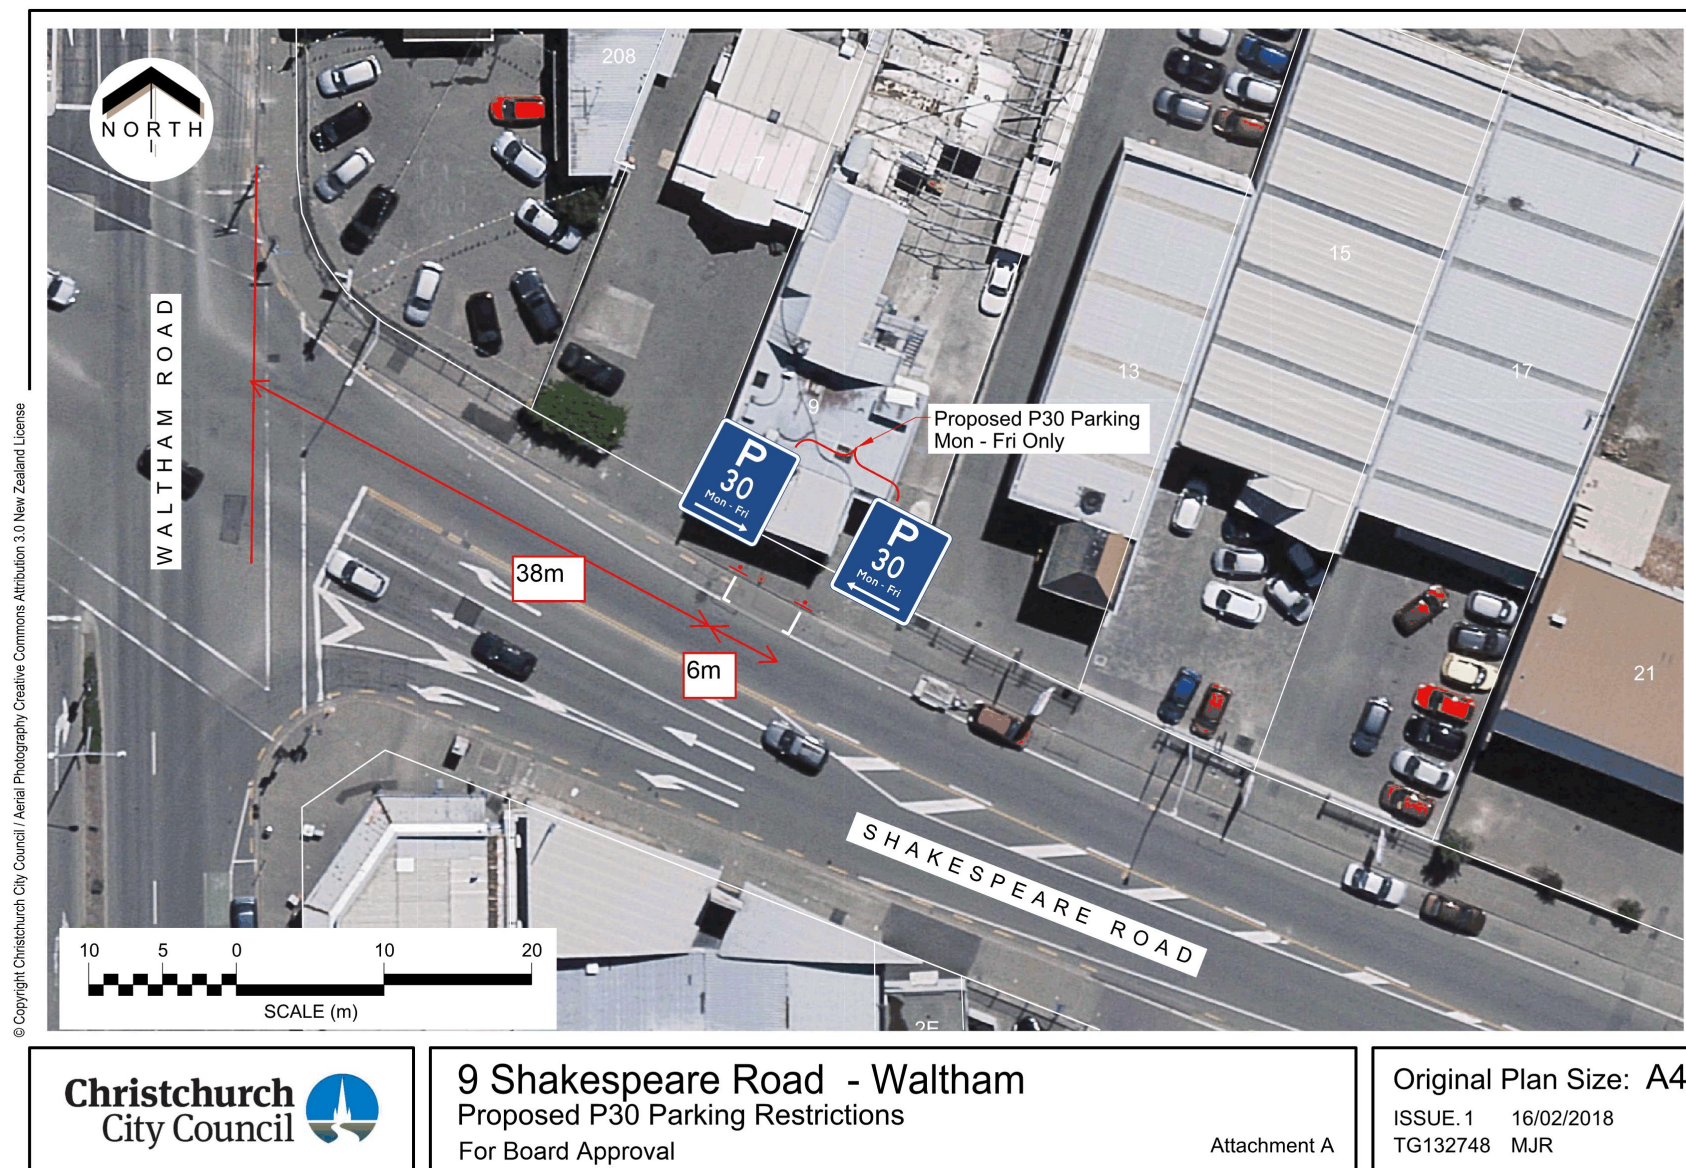 NORTH
208
7
15
17
13
9
21
2E
WALTHAM ROAD
Proposed P30 Parking
Mon - Fri Only
P
30
Mon - Fri
P
30
Mon - Fri
38m
6m
SHAKESPEARE ROAD
10 5 0 10 20
SCALE (m)
© Copyright Christchurch City Council / Aerial Photography Creative Commons Attribution 3.0 New Zealand License
Christchurch
City Council
9 Shakespeare Road - Waltham
Proposed P30 Parking Restrictions
For Board Approval
Attachment A
Original Plan Size: A4
ISSUE. 1 16/02/2018
TG132748 MJR